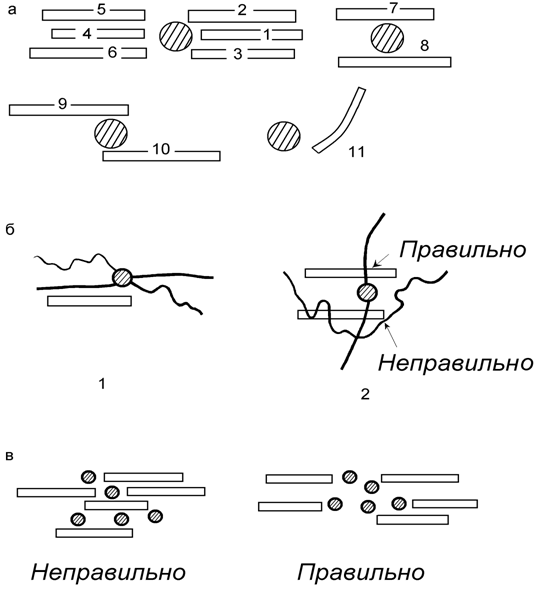 а
5 2 7
4 1
6 3 8
9
10 11
б
Правильно
Неправильно
1 2
в
Неправильно Правильно